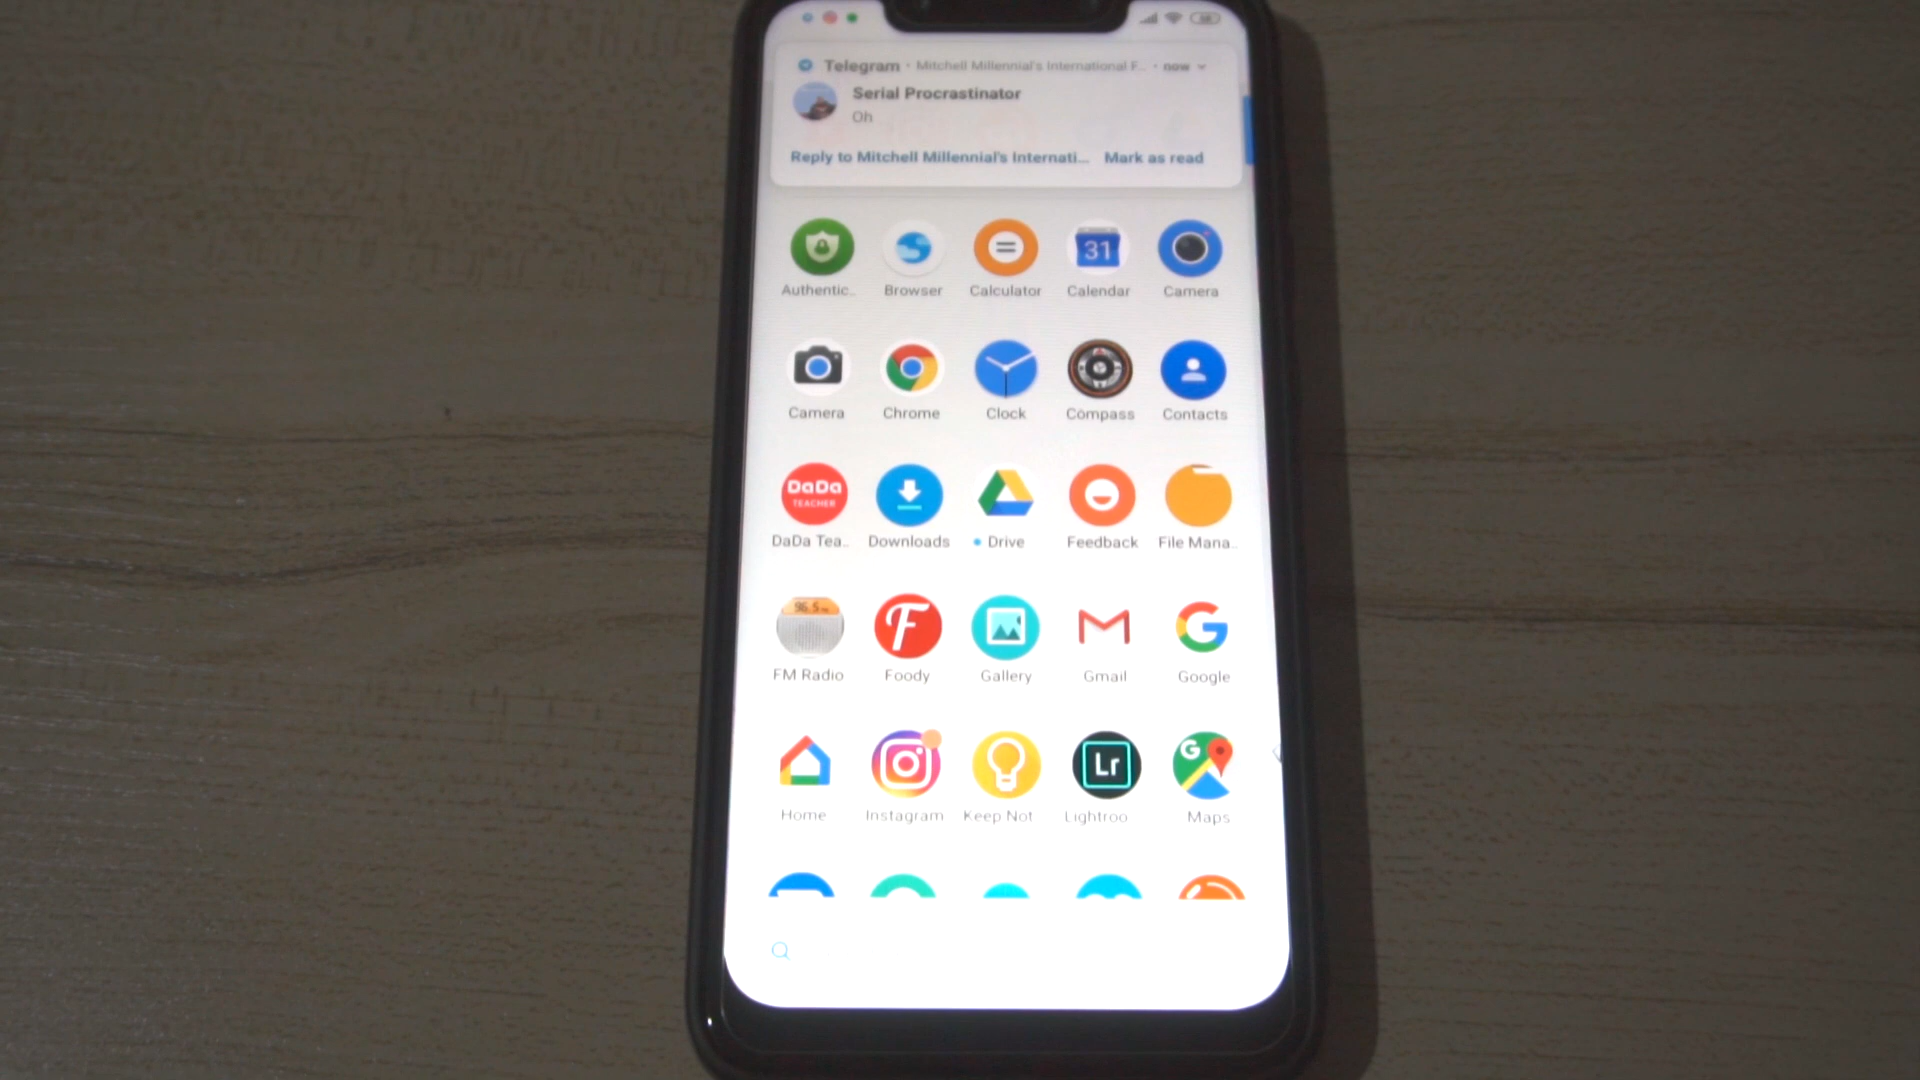 Telegram • Mitchell Millennial's International F... • now
Serial Procrastinator
Oh
Reply to Mitchell Millennial's Internati... Mark as read
31
Authentic.. Browser Calculator Calendar Camera
Camera Chrome Clock Compass Contacts
DaDa
TEACHER
DaDa Tea.. Downloads Drive Feedback File Mana..
96.5
F
G
FM Radio Foody Gallery Gmail Google
Lr
G
Home Instagram Keep Not Lightroo Maps